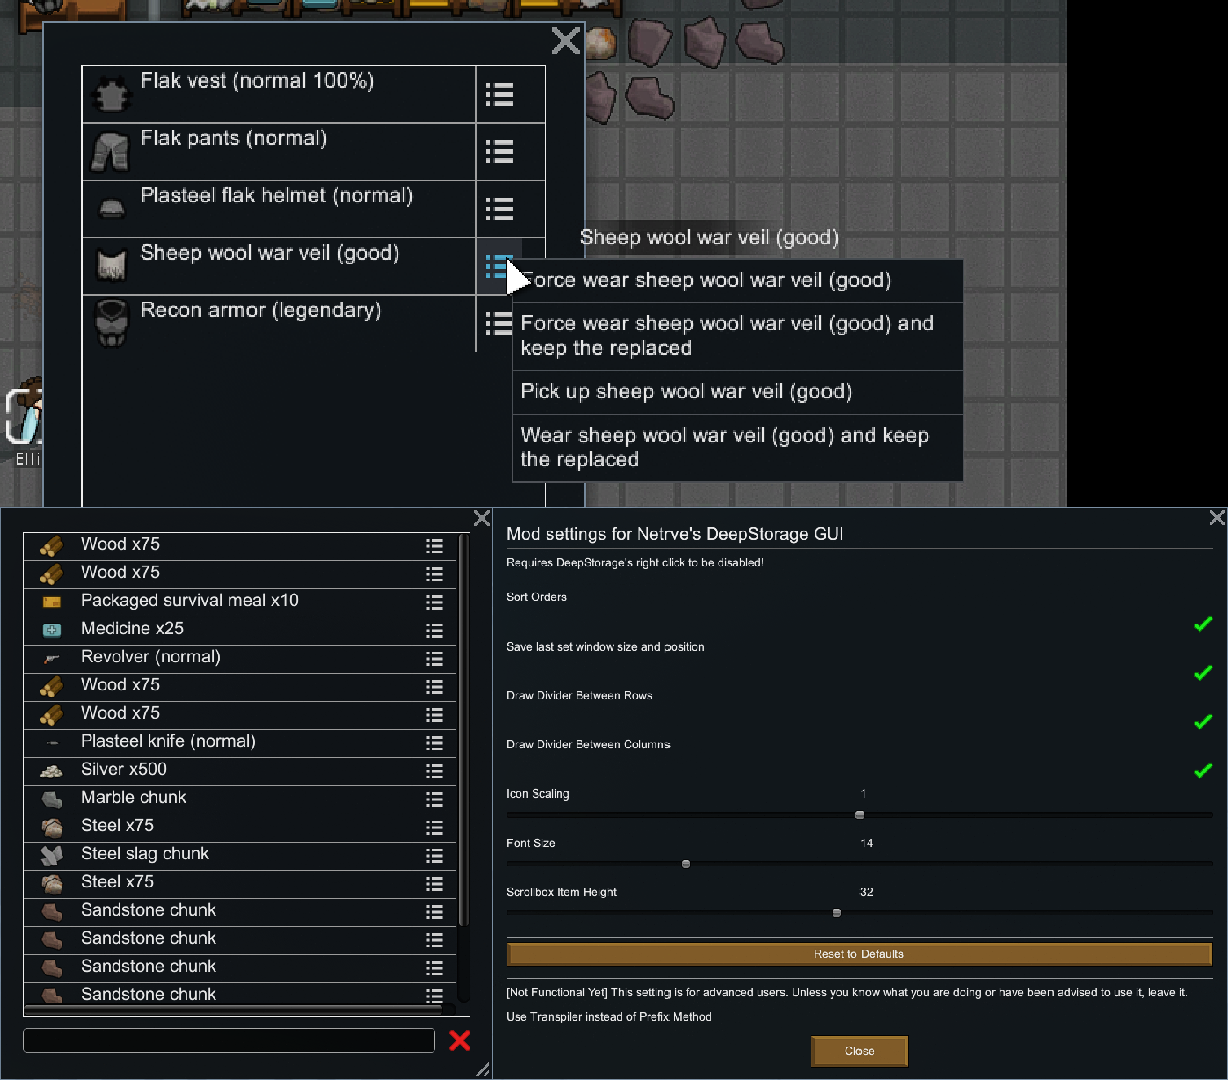 Flak vest (normal 100%)
Flak pants (normal)
Plasteel flak helmet (normal)
Sheep wool war veil (good)
Recon armor (legendary)
Sheep wool war veil (good)
orce wear sheep wool war veil (good)
Force wear sheep wool war veil (good) and
keep the replaced
Pick up sheep wool war veil (good)
Wear sheep wool war veil (good) and keep
the replaced
Elli
Wood x75
Wood x75
Packaged survival meal x10
Medicine x25
Revolver (normal)
Wood x75
Wood x75
Plasteel knife (normal)
Silver x500
Marble chunk
Steel x75
Steel slag chunk
Steel x75
Sandstone chunk
Sandstone chunk
Sandstone chunk
Sandstone chunk
Mod settings for Netrve's DeepStorage GUI
Requires DeepStorage's right click to be disabled!
Sort Orders
Save last set window size and position
Draw Divider Between Rows
Draw Divider Between Columns
Icon Scaling 1
Font Size 14
Scrollbox Item Height 32
Reset to Defaults
[Not Functional Yet] This setting is for advanced users. Unless you know what you are doing or have been advised to use it, leave it.
Use Transpiler instead of Prefix Method
Close